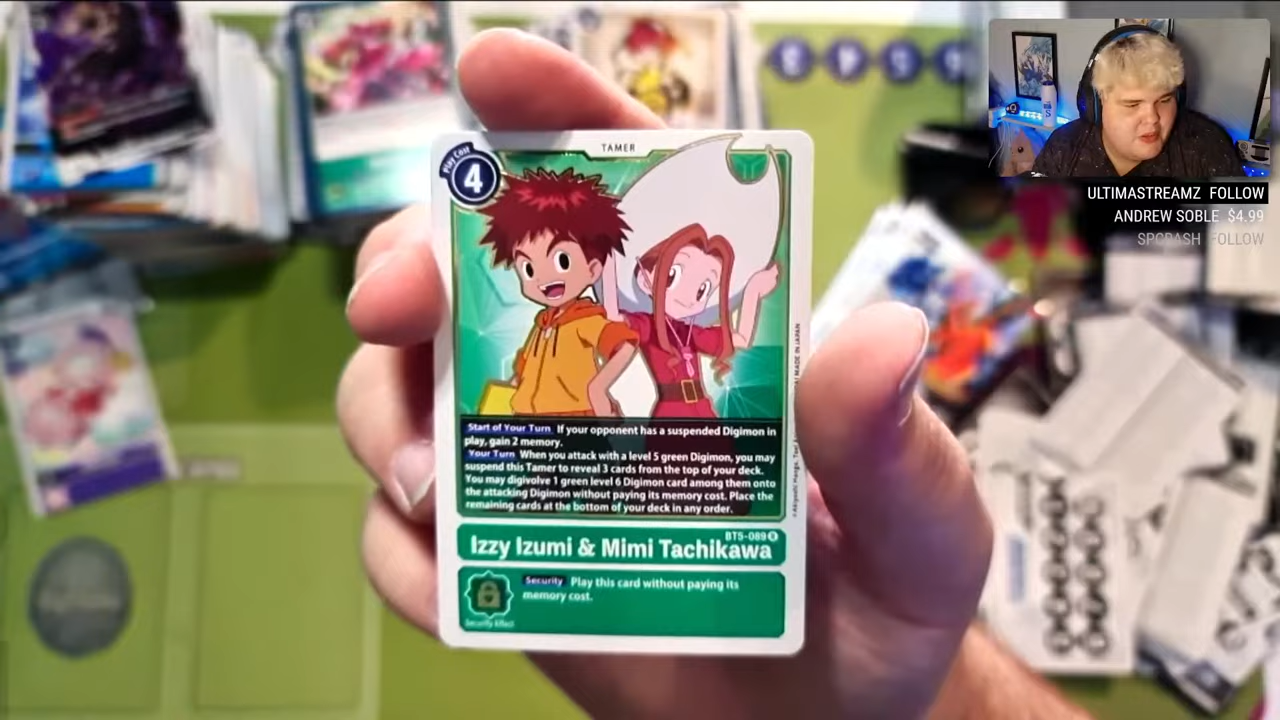 TAMER
Play Cost
4
Start of Your Turn If your opponent has a suspended Digimon in
play, gain 2 memory.
Your Turn When you attack with a level 5 green Digimon, you may
suspend this Tamer to reveal 3 cards from the top of your deck.
You may digivolve 1 green level 6 Digimon card among them onto
the attacking Digimon without paying its memory cost. Place the
remaining cards at the bottom of your deck in any order.
BT5-089 R
Izzy Izumi & Mimi Tachikawa
Security Play this card without paying its
memory cost.
Security Effect
MADE IN JAPAN
ULTIMASTREAMZ FOLLOW
ANDREW SOBLE $4.99
SPCRASH FOLLOW